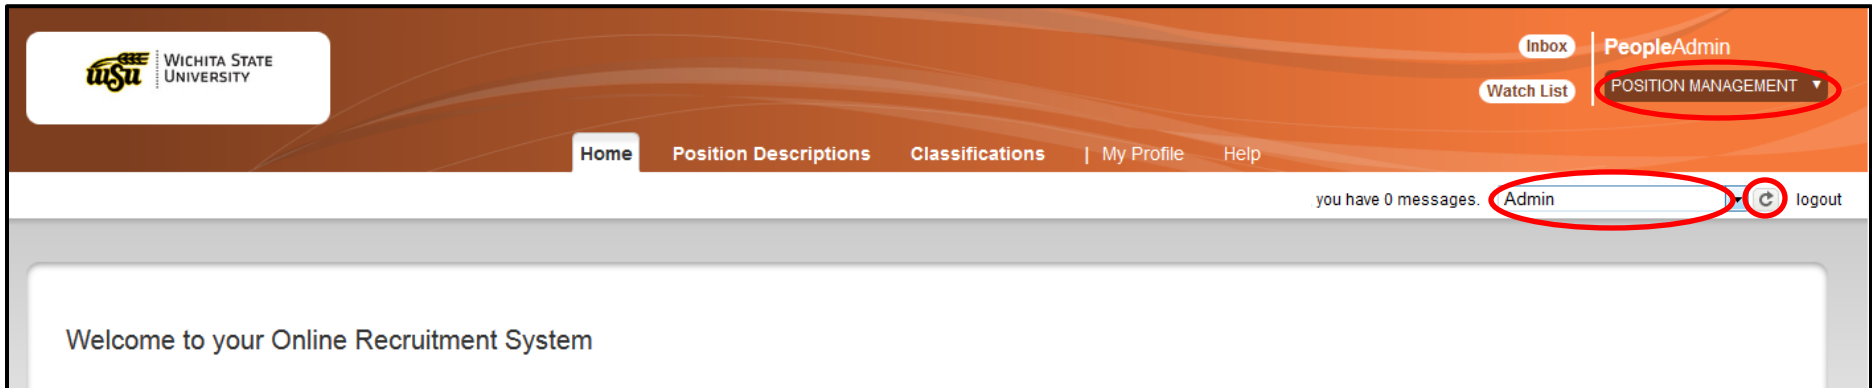 wsu WICHITA STATE
UNIVERSITY
Inbox
PeopleAdmin
Watch List
POSITION MANAGEMENT
Home Position Descriptions Classifications | My Profile Help
you have 0 messages. Admin logout
Welcome to your Online Recruitment System